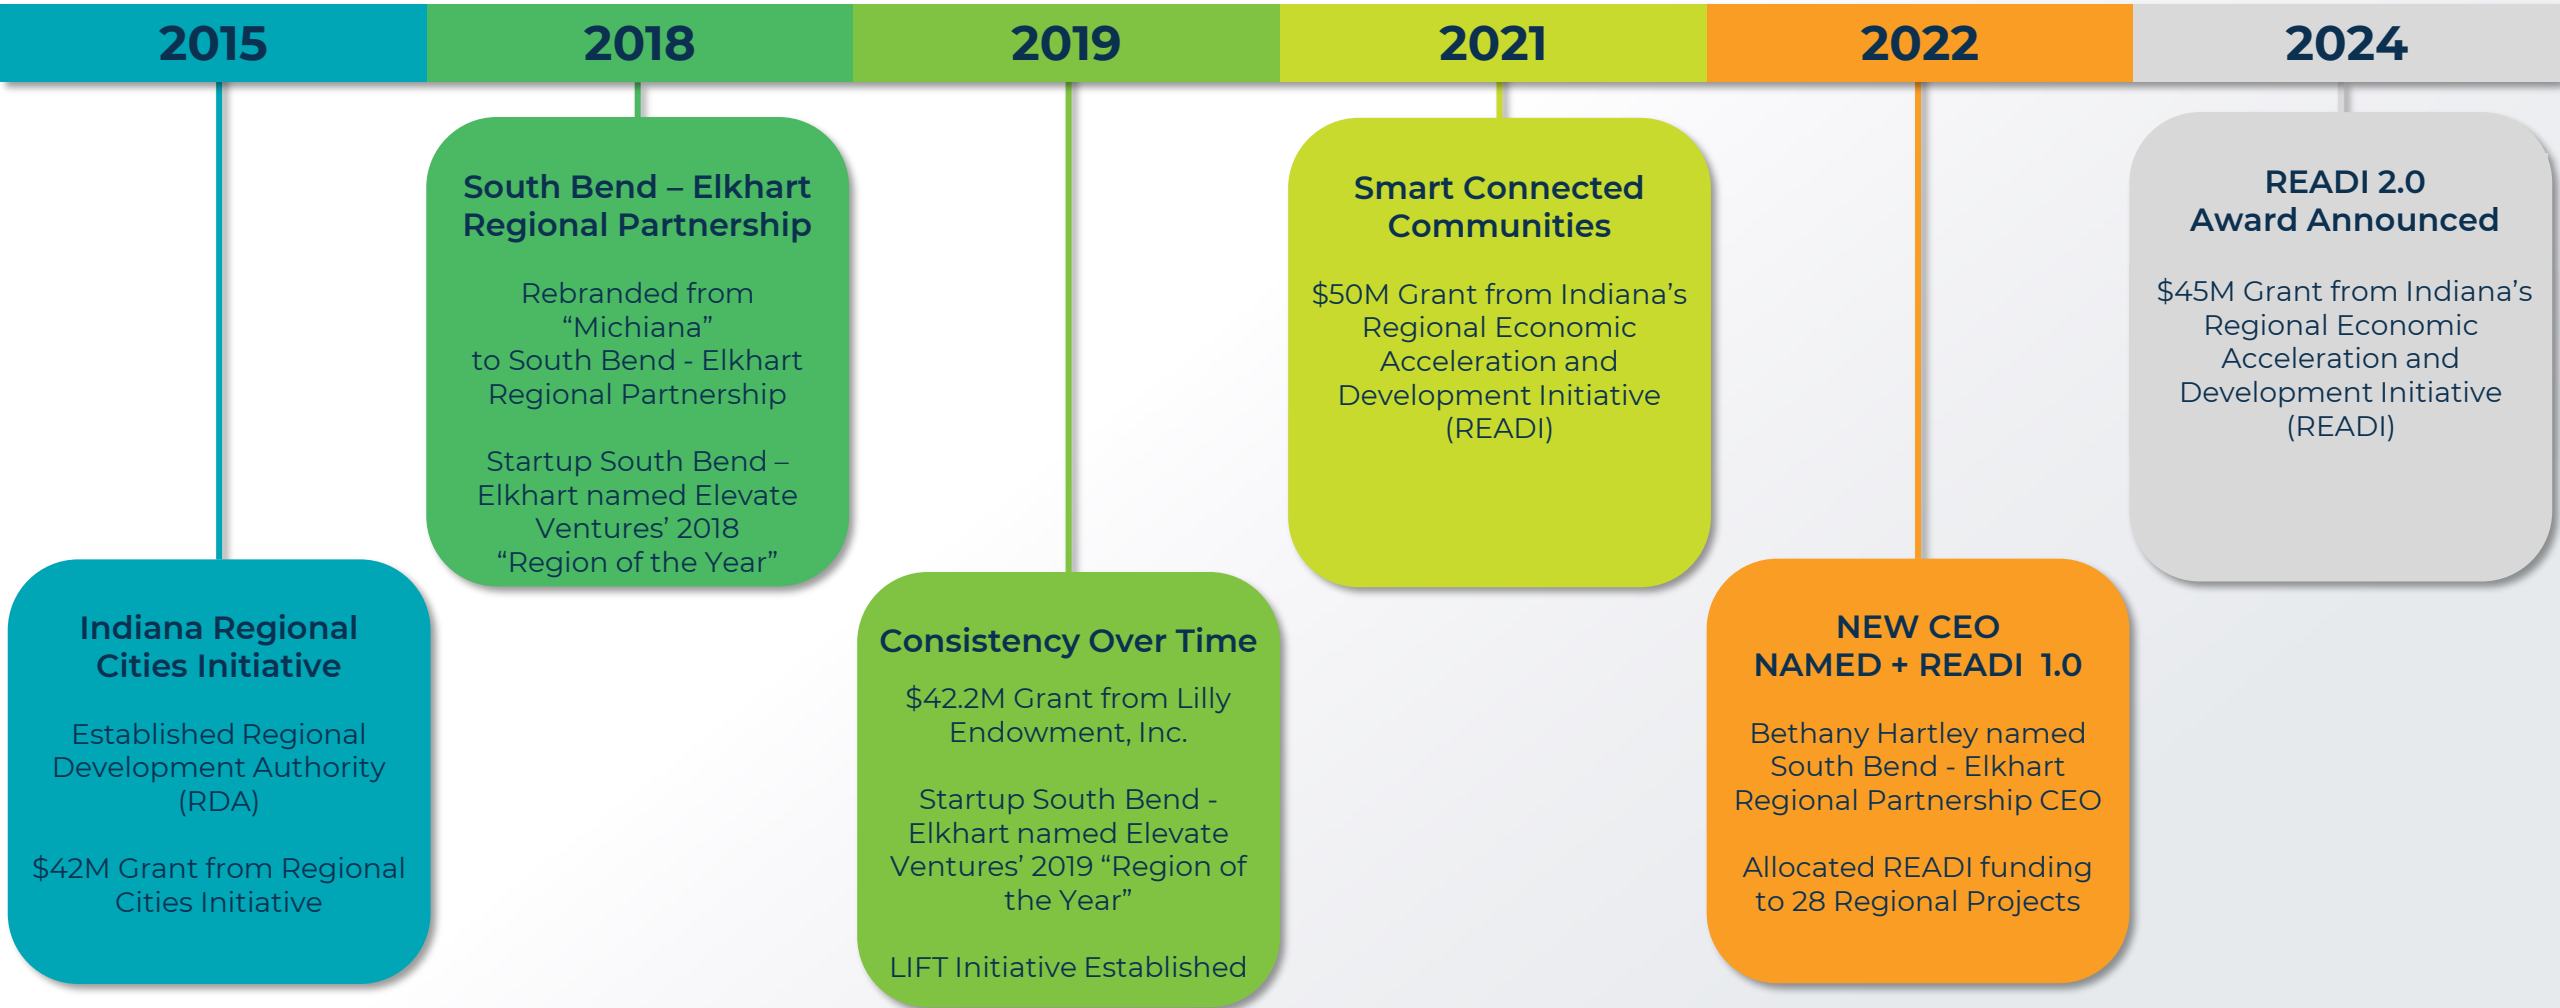 2015
2018
2019
2021
2022
2024
Indiana Regional
Cities Initiative
Established Regional
Development Authority
(RDA)
$42M Grant from Regional
Cities Initiative
South Bend – Elkhart
Regional Partnership
Rebranded from
“Michiana”
to South Bend - Elkhart
Regional Partnership
Startup South Bend –
Elkhart named Elevate
Ventures’ 2018
“Region of the Year”
Consistency Over Time
$42.2M Grant from Lilly
Endowment, Inc.
Startup South Bend -
Elkhart named Elevate
Ventures’ 2019 “Region of
the Year”
LIFT Initiative Established
Smart Connected
Communities
$50M Grant from Indiana’s
Regional Economic
Acceleration and
Development Initiative
(READI)
NEW CEO
NAMED + READI 1.0
Bethany Hartley named
South Bend - Elkhart
Regional Partnership CEO
Allocated READI funding
to 28 Regional Projects
READI 2.0
Award Announced
$45M Grant from Indiana’s
Regional Economic
Acceleration and
Development Initiative
(READI)